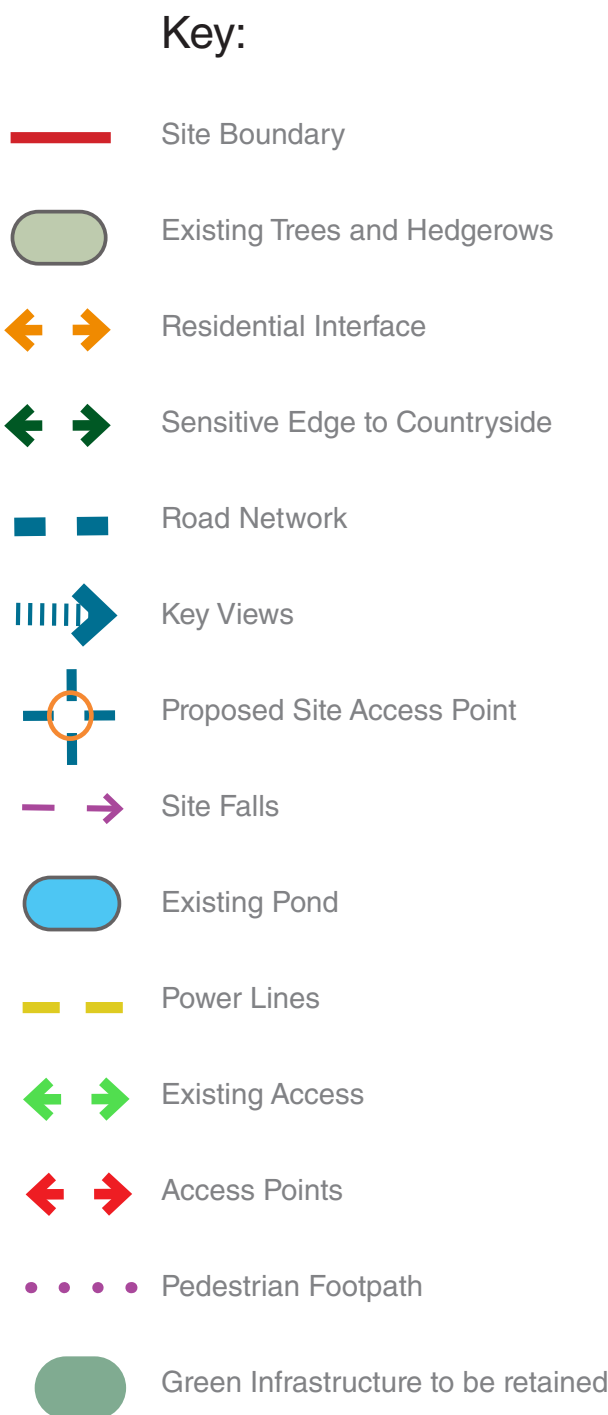 Key:
Site Boundary
Existing Trees and Hedgerows
Residential Interface
Sensitive Edge to Countryside
Road Network
Key Views
Proposed Site Access Point
Site Falls
Existing Pond
Power Lines
Existing Access
Access Points
Pedestrian Footpath
Green Infrastructure to be retained